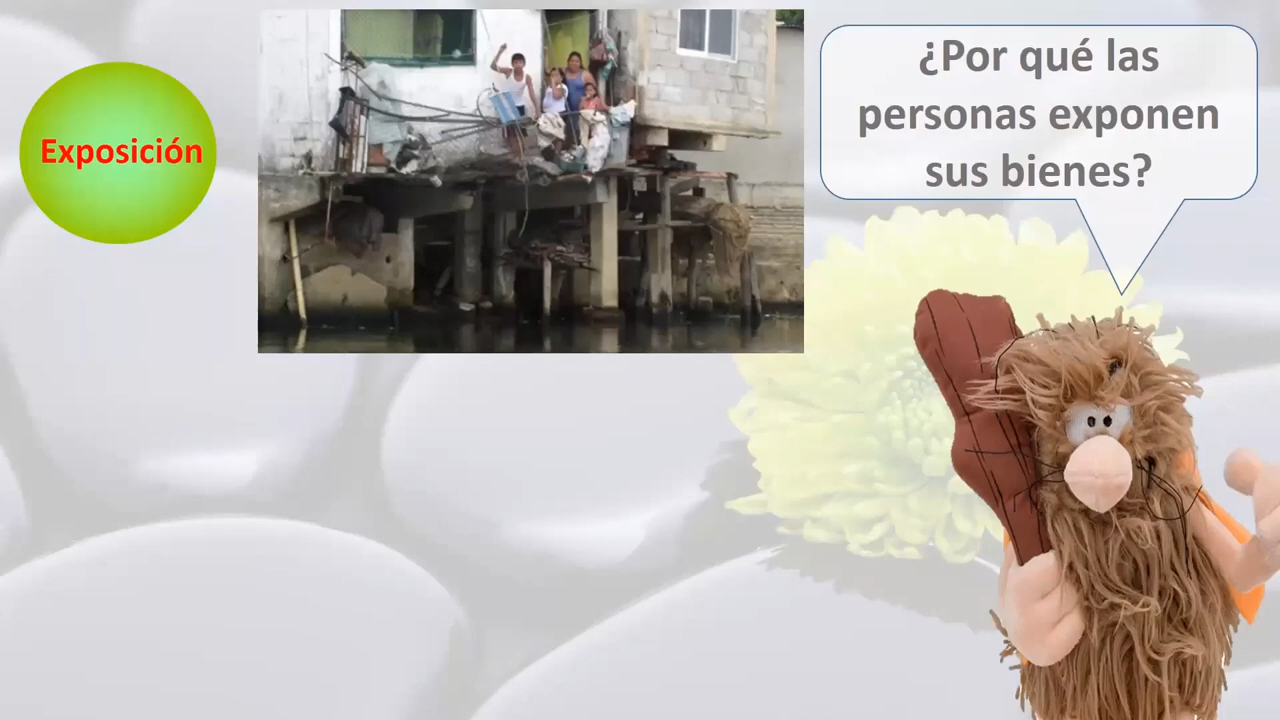 Exposición
¿Por qué las
personas exponen
sus bienes?